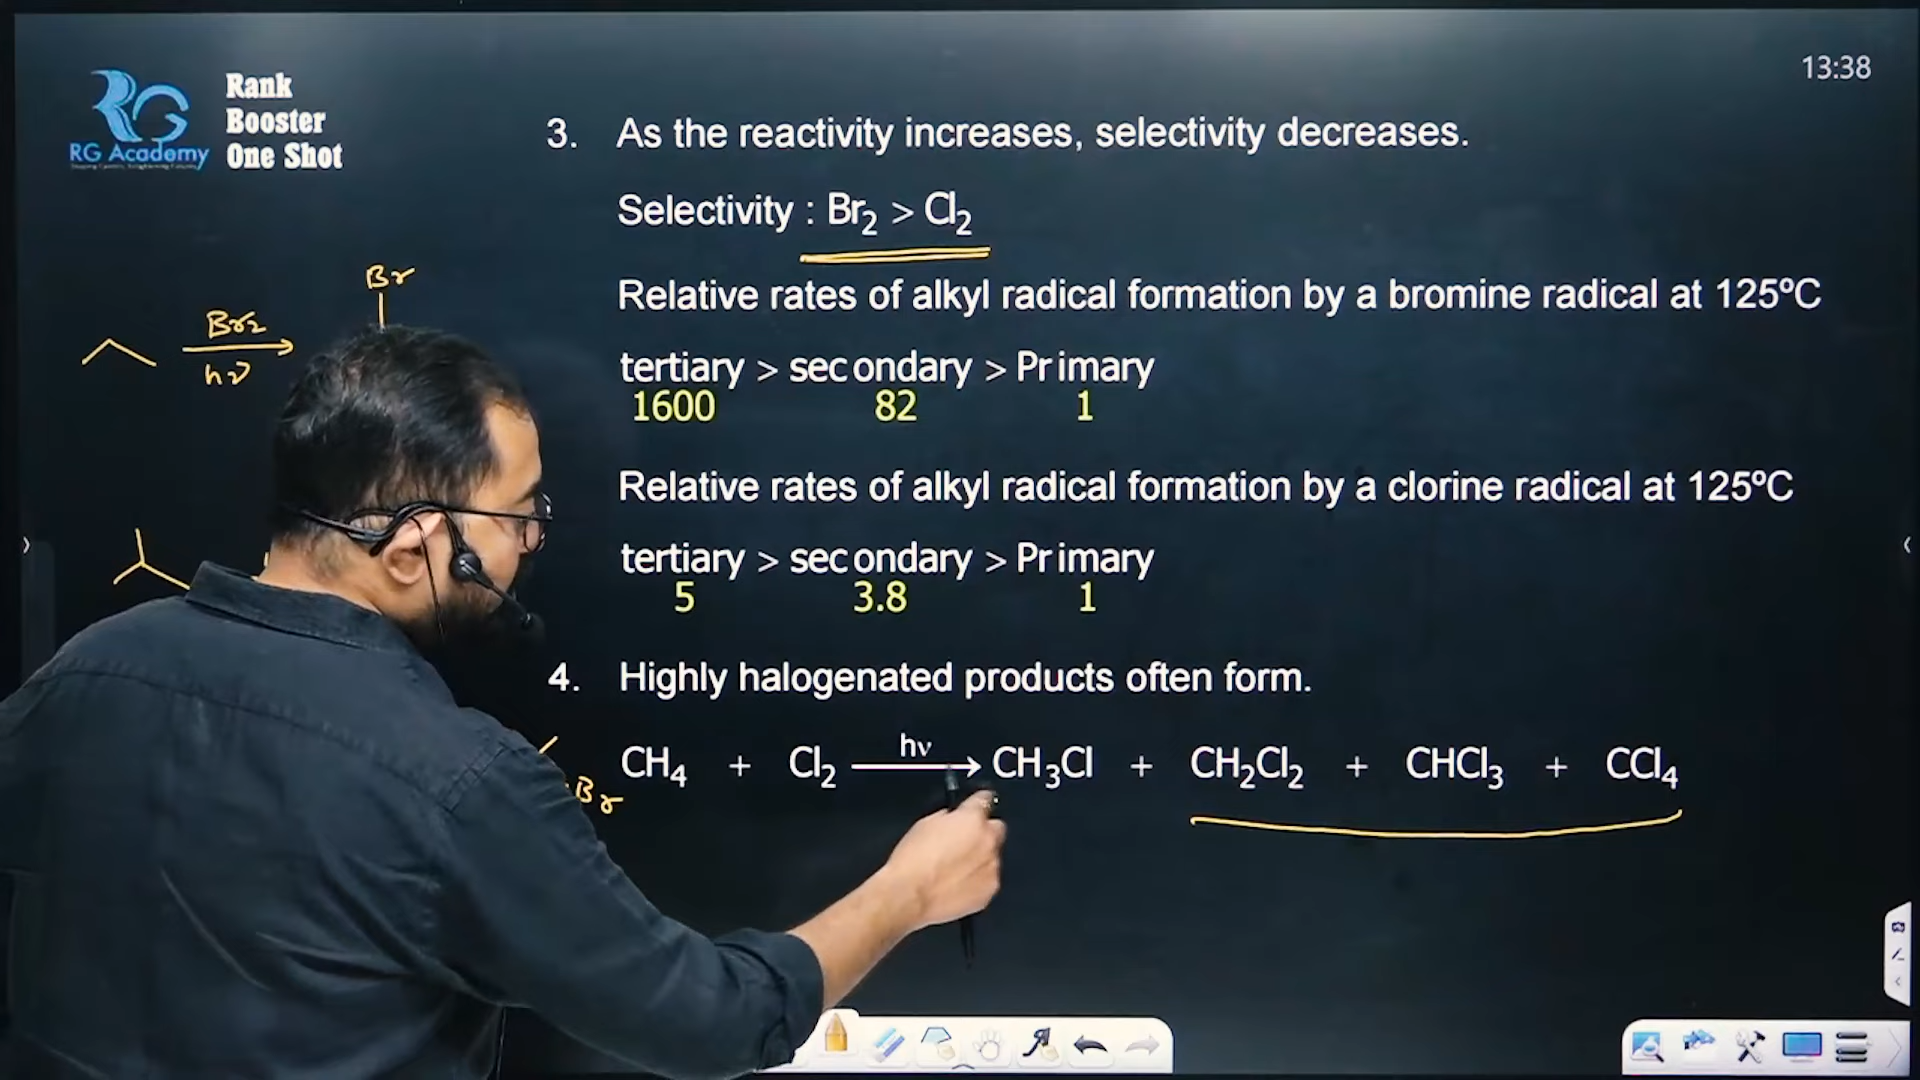 RG Academy
Rank
Booster
One Shot
13:38
3. As the reactivity increases, selectivity decreases.
Selectivity : Br₂ > Cl₂
Relative rates of alkyl radical formation by a bromine radical at 125ºC
tertiary > secondary > Primary
1600 82 1
Relative rates of alkyl radical formation by a clorine radical at 125ºC
tertiary > secondary > Primary
5 3.8 1
4. Highly halogenated products often form.
hν
CH₄ + Cl₂ ⟶ CH₃Cl + CH₂Cl₂ + CHCl₃ + CCl₄
Br
Br₂
hν
Br